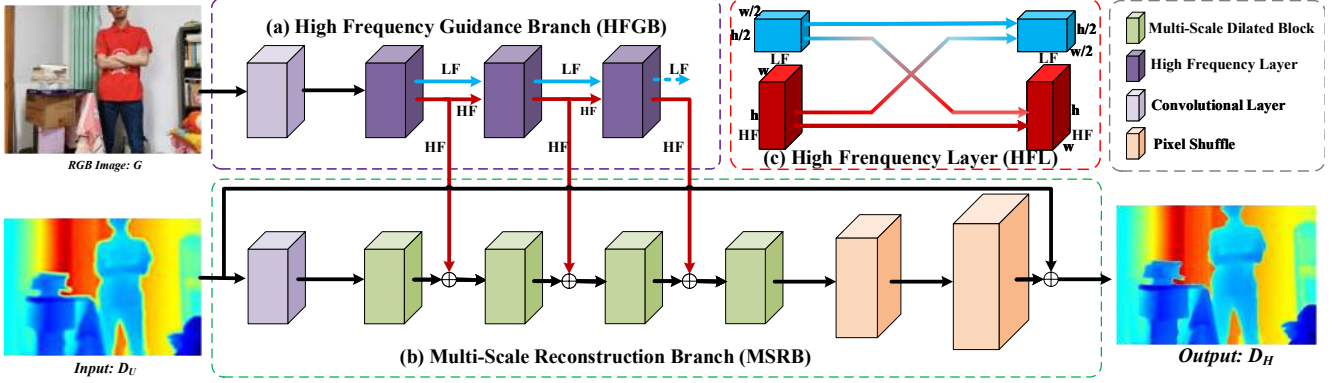 (a) High Frequency Guidance Branch (HFGB)
LF
LF
LF
HF
HF
HF
HF
HF
RGB Image: G
w/2
h/2
LF
w
h
HF
h/2
w/2
LF
h
HF
w
(c) High Frenquency Layer (HFL)
Multi-Scale Dilated Block
High Frequency Layer
Convolutional Layer
Pixel Shuffle
(b) Multi-Scale Reconstruction Branch (MSRB)
Input: D_U
Output: D_H